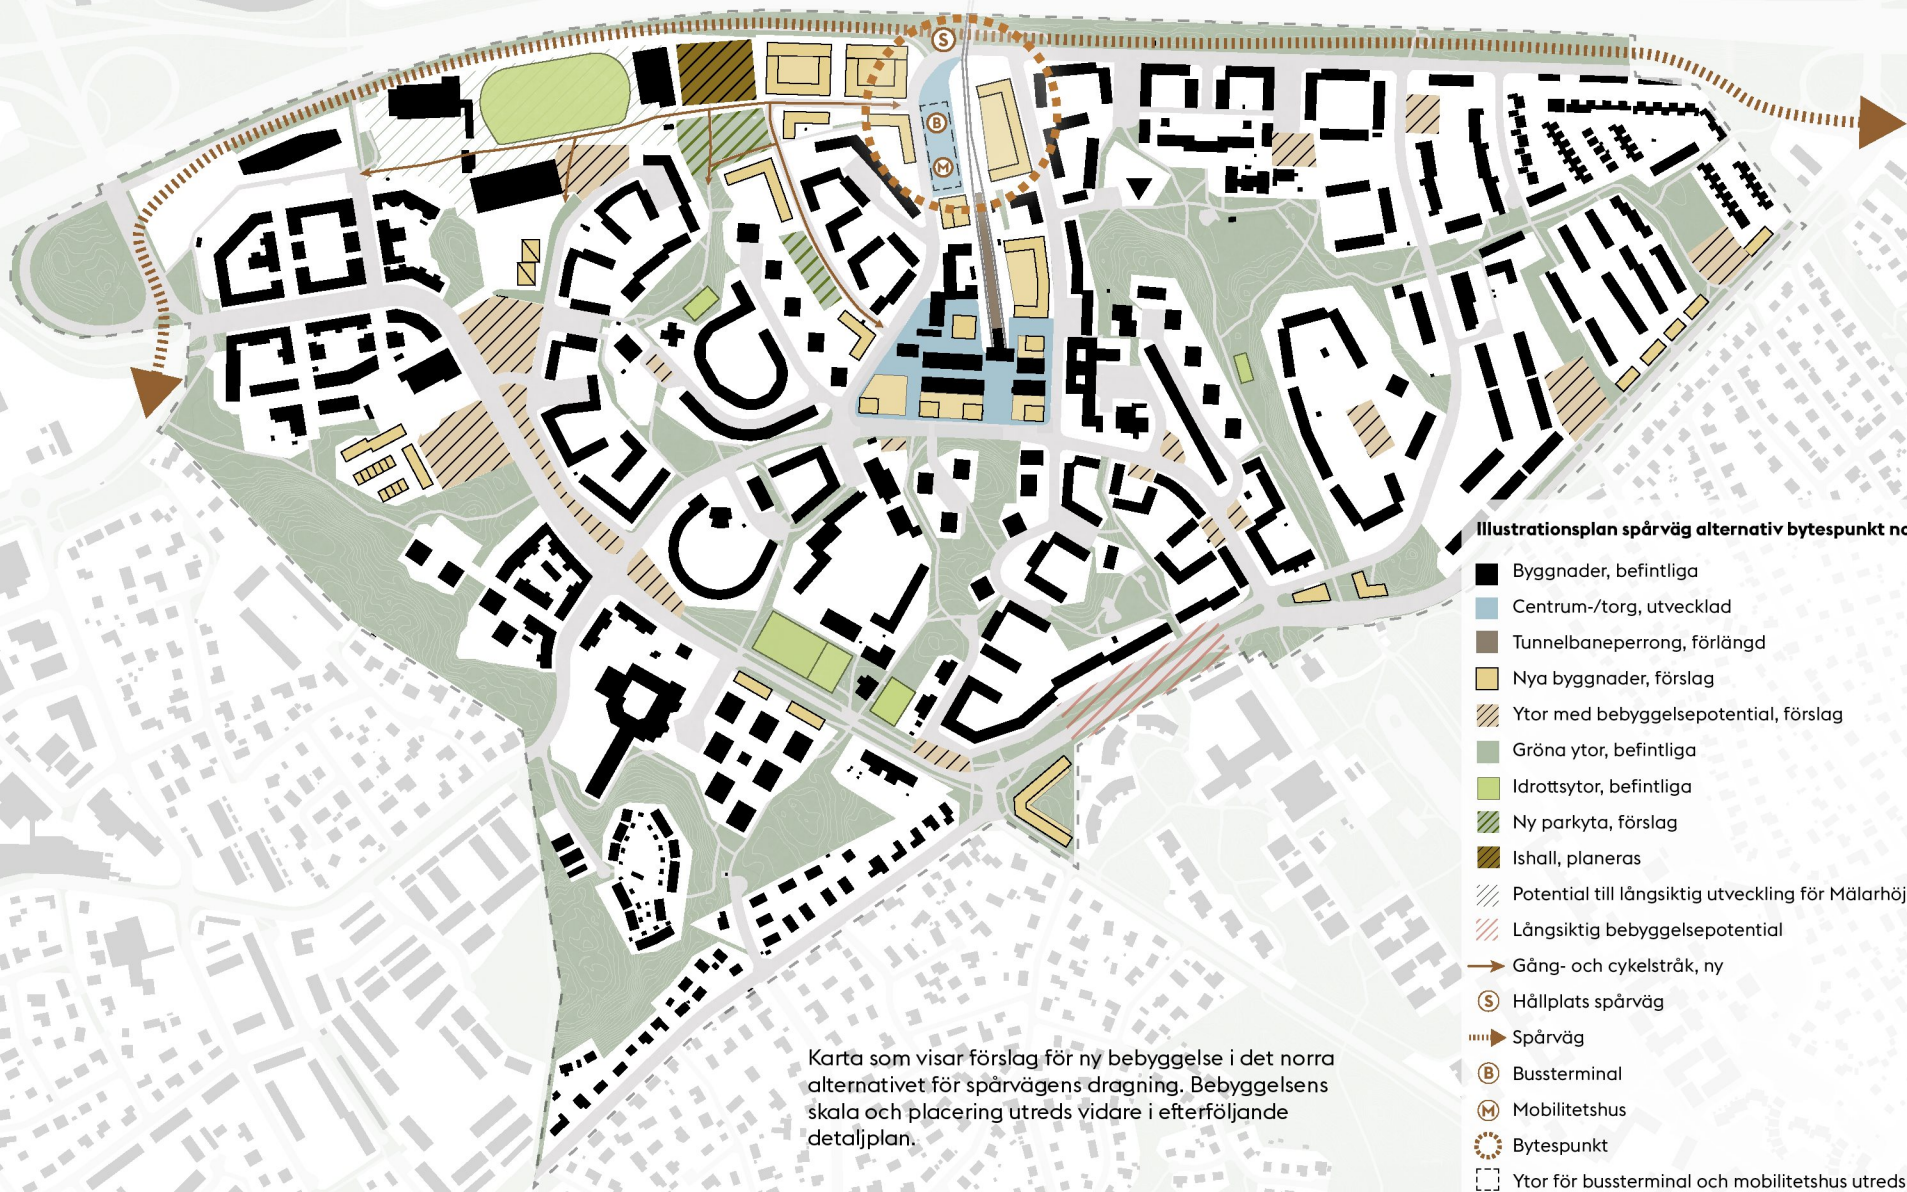 S
B
M
Illustrationsplan spårväg alternativ bytespunkt no
Byggnader, befintliga
Centrum-/torg, utvecklad
Tunnelbaneperrong, förlängd
Nya byggnader, förslag
Ytor med bebyggelsepotential, förslag
Gröna ytor, befintliga
Idrottsytor, befintliga
Ny parkyta, förslag
Ishall, planeras
Potential till långsiktig utveckling för Mälarhöj
Långsiktig bebyggelsepotential
Gång- och cykelstråk, ny
S Hållplats spårväg
Spårväg
B Bussterminal
M Mobilitetshus
Bytespunkt
Ytor för bussterminal och mobilitetshus utreds
Karta som visar förslag för ny bebyggelse i det norra
alternativet för spårvägens dragning. Bebyggelsens
skala och placering utreds vidare i efterföljande
detaljplan.